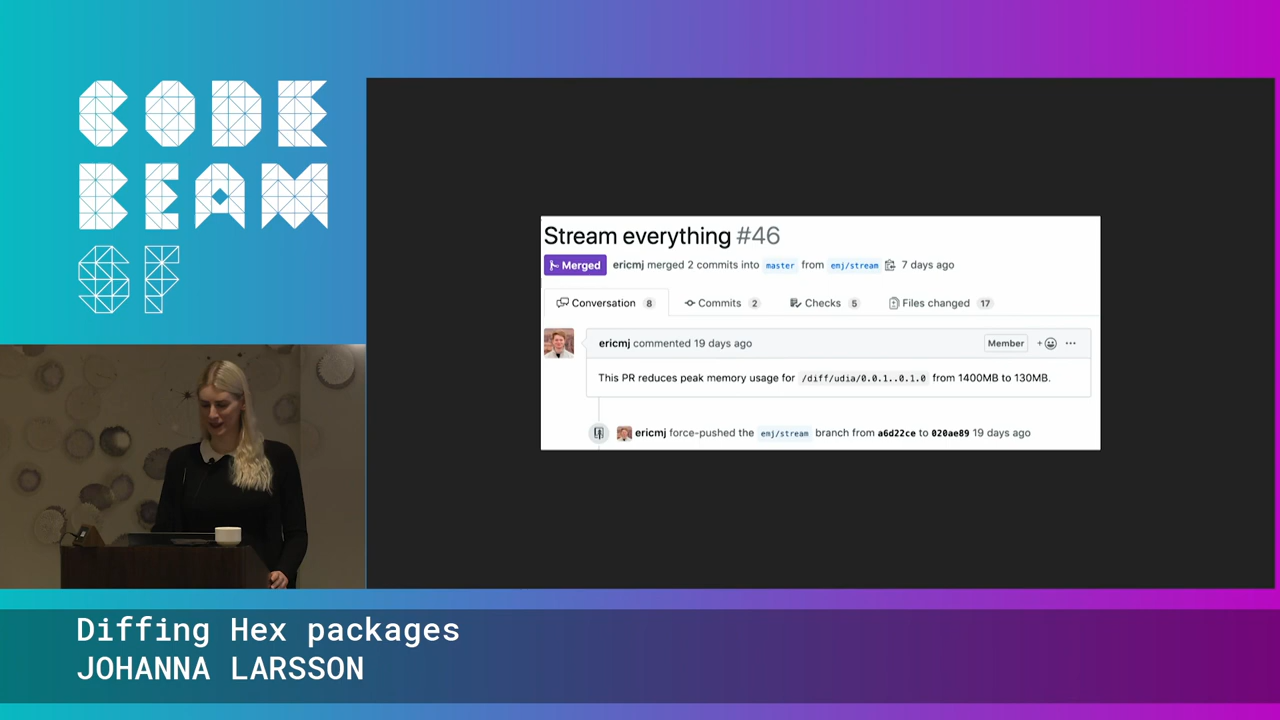 CODE
BEAM
SF
Stream everything #46
Merged ericmj merged 2 commits into master from emj/stream 7 days ago
Conversation 8 Commits 2 Checks 5 Files changed 17
ericmj commented 19 days ago Member
This PR reduces peak memory usage for /diff/udia/0.0.1..0.1.0 from 1400MB to 130MB.
ericmj force-pushed the emj/stream branch from a6d22ce to 020ae89 19 days ago
Diffing Hex packages
JOHANNA LARSSON